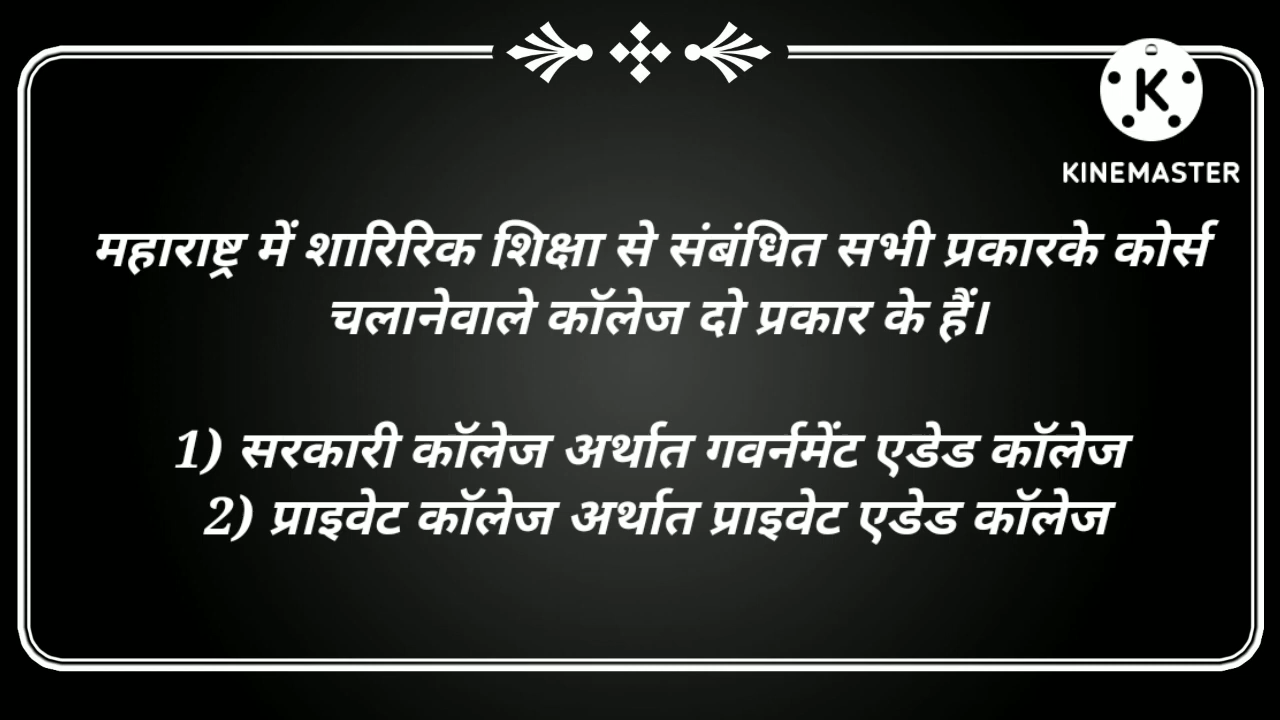 K
KINEMASTER
महाराष्ट्र में शारिरिक शिक्षा से संबंधित सभी प्रकारके कोर्स
चलानेवाले कॉलेज दो प्रकार के हैं।
1) सरकारी कॉलेज अर्थात गवर्नमेंट एडेड कॉलेज
2) प्राइवेट कॉलेज अर्थात प्राइवेट एडेड कॉलेज